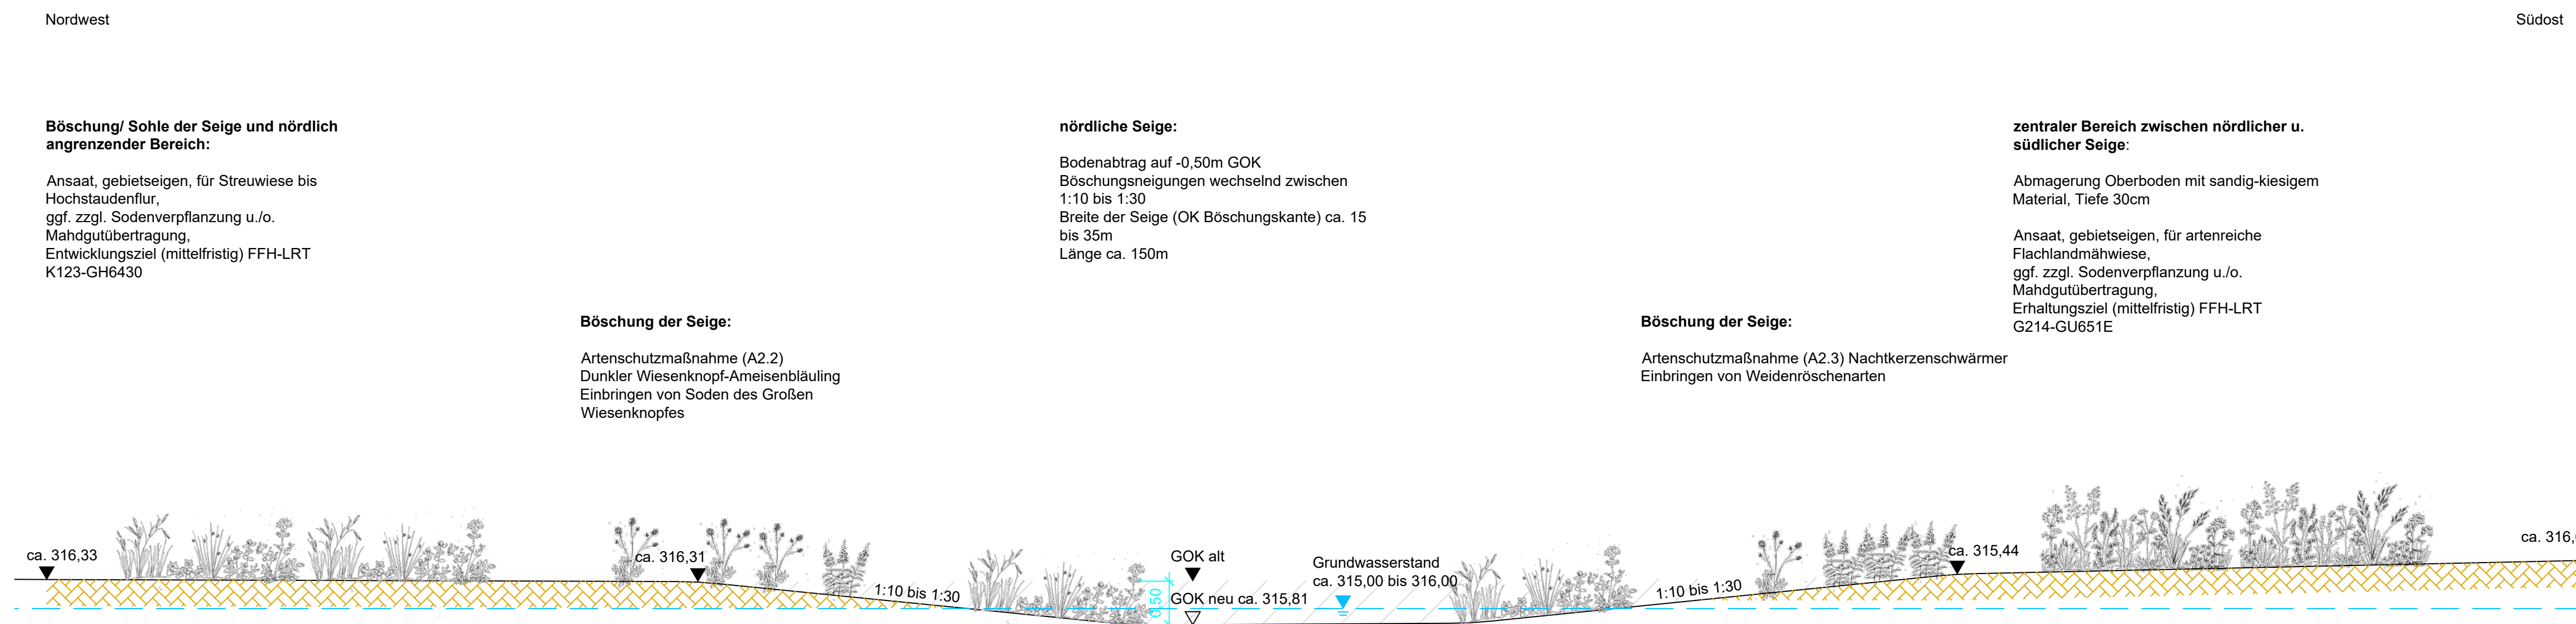 Nordwest
Südost
Böschung/ Sohle der Seige und nördlich
angrenzender Bereich:
Ansaat, gebietseigen, für Streuwiese bis
Hochstaudenflur,
ggf. zzgl. Sodenverpflanzung u./o.
Mahdgutübertragung,
Entwicklungsziel (mittelfristig) FFH-LRT
K123-GH6430
Böschung der Seige:
Artenschutzmaßnahme (A2.2)
Dunkler Wiesenknopf-Ameisenbläuling
Einbringen von Soden des Großen
Wiesenknopfes
nördliche Seige:
Bodenabtrag auf -0,50m GOK
Böschungsneigungen wechselnd zwischen
1:10 bis 1:30
Breite der Seige (OK Böschungskante) ca. 15
bis 35m
Länge ca. 150m
Böschung der Seige:
Artenschutzmaßnahme (A2.3) Nachtkerzenschwärmer
Einbringen von Weidenröschenarten
zentraler Bereich zwischen nördlicher u.
südlicher Seige:
Abmagerung Oberboden mit sandig-kiesigem
Material, Tiefe 30cm
Ansaat, gebietseigen, für artenreiche
Flachlandmähwiese,
ggf. zzgl. Sodenverpflanzung u./o.
Mahdgutübertragung,
Erhaltungsziel (mittelfristig) FFH-LRT
G214-GU651E
ca. 316,33
ca. 316,31
1:10 bis 1:30
0,50
GOK alt
GOK neu ca. 315,81
Grundwasserstand
ca. 315,00 bis 316,00
1:10 bis 1:30
ca. 315,44
ca. 316,